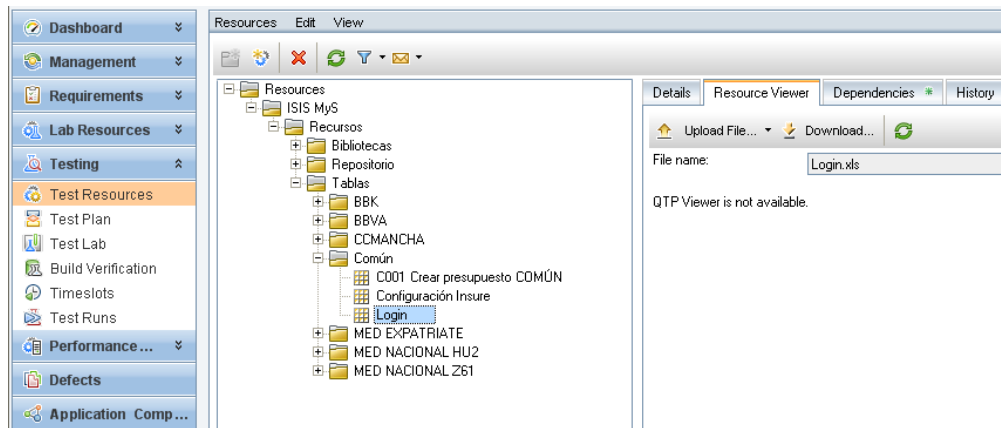 Dashboard
Management
Requirements
Lab Resources
Testing
Test Resources
Test Plan
Test Lab
Build Verification
Timeslots
Test Runs
Performance...
Defects
Application Comp...
Resources Edit View
Resources
ISIS MyS
Recursos
Bibliotecas
Repositorio
Tablas
BBK
BBVA
CCMANCHA
Común
C001 Crear presupuesto COMÚN
Configuración Insure
Login
MED EXPATRIATE
MED NACIONAL HU2
MED NACIONAL Z61
Details Resource Viewer Dependencies * History
Upload File... Download...
File name: Login.xls
QTP Viewer is not available.